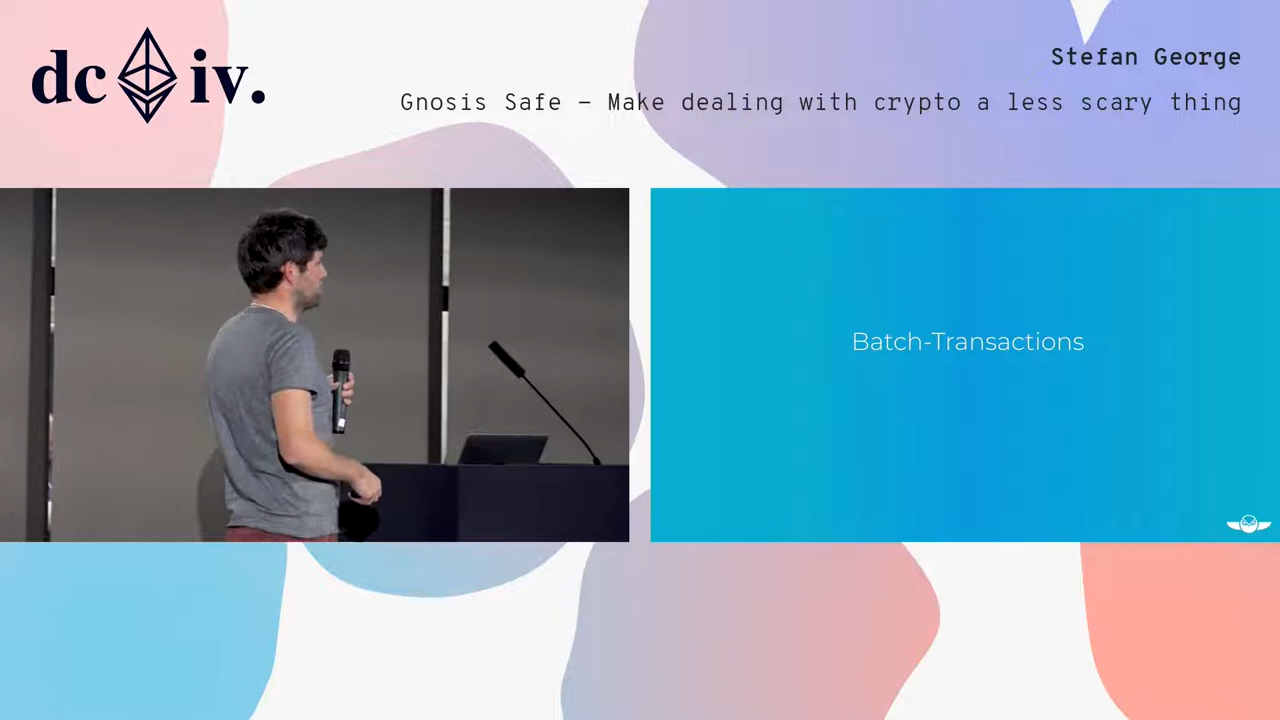 dc iv.
Stefan George
Gnosis Safe – Make dealing with crypto a less scary thing
Batch-Transactions